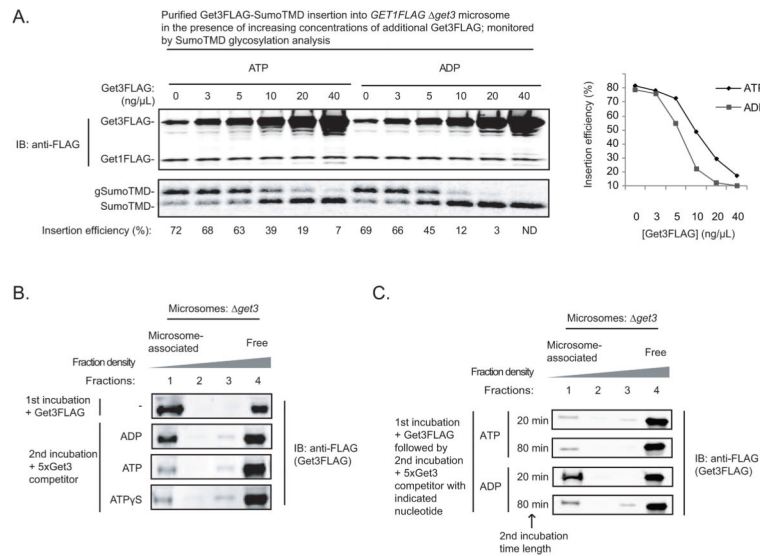 A.
Purified Get3FLAG-SumoTMD insertion into GET1FLAG Δget3 microsome
in the presence of increasing concentrations of additional Get3FLAG; monitored
by SumoTMD glycosylation analysis
ATP ADP
Get3FLAG: 0 3 5 10 20 40 0 3 5 10 20 40
(ng/µL)
IB: anti-FLAG
Get3FLAG-
Get1FLAG-
gSumoTMD-
SumoTMD-
Insertion efficiency (%): 72 68 63 39 19 7 69 66 45 12 3 ND
Insertion efficiency (%)
90
80
70
60
50
40
30
20
10
0 3 5 10 20 40
[Get3FLAG] (ng/µL)
ATP
ADP
B.
Microsomes: Δget3
Microsome-
associated
Free
Fraction density
Fractions: 1 2 3 4
1st incubation
+ Get3FLAG
-
2nd incubation
+ 5xGet3
competitor
ADP
ATP
ATPγS
IB: anti-FLAG
(Get3FLAG)
C.
Microsomes: Δget3
Microsome-
associated
Free
Fraction density
Fractions: 1 2 3 4
1st incubation
+ Get3FLAG
followed by
2nd incubation
+ 5xGet3
competitor with
indicated
nucleotide
ATP
20 min
80 min
ADP
20 min
80 min
2nd incubation
time length
IB: anti-FLAG
(Get3FLAG)